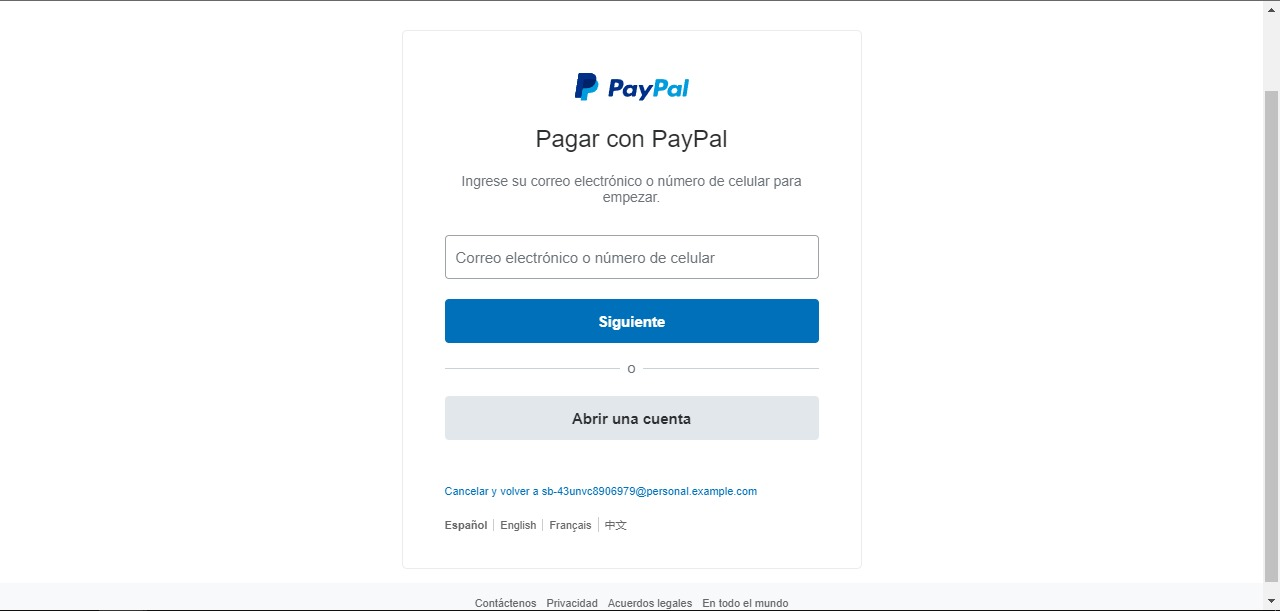 PayPal
Pagar con PayPal
Ingrese su correo electrónico o número de celular para
empezar.
Correo electrónico o número de celular
Siguiente
o
Abrir una cuenta
Cancelar y volver a sb-43unvc8906979@personal.example.com
Español English Français 中文
Contáctenos Privacidad Acuerdos legales En todo el mundo